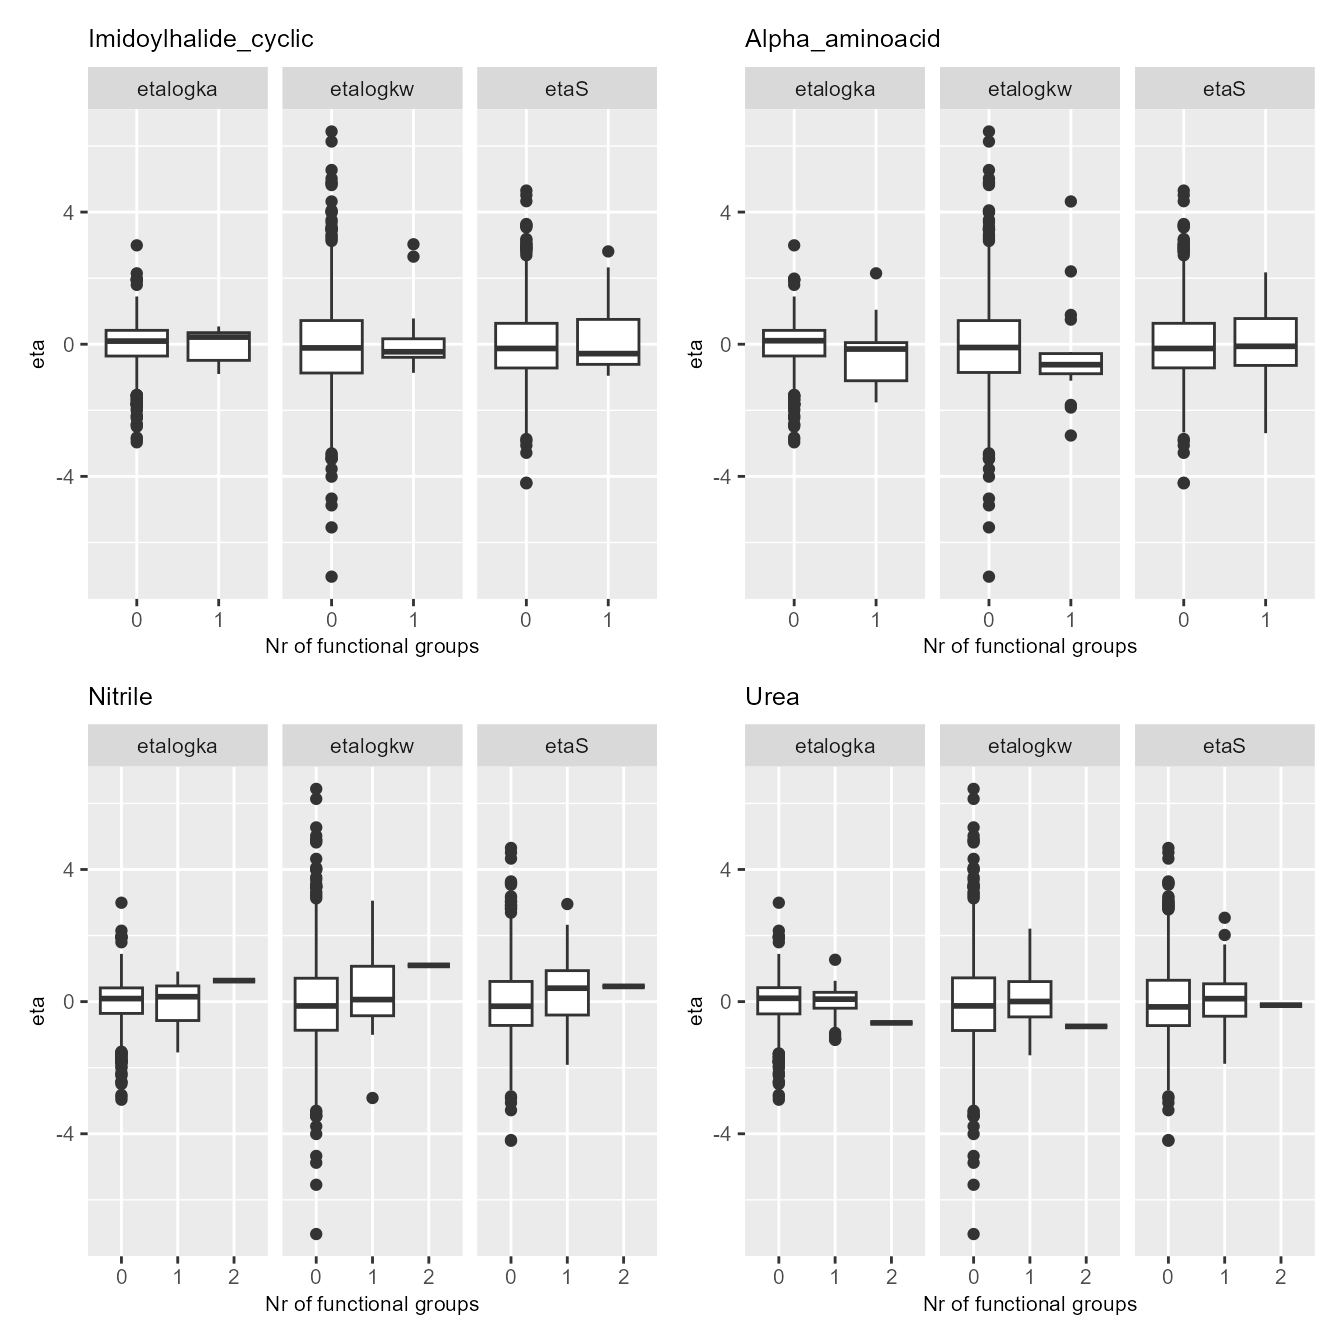 Imidoylhalide_cyclic
etalogka etalogkw etaS
eta
4
0
-4
0 1 0 1 0 1
Nr of functional groups
Alpha_aminoacid
etalogka etalogkw etaS
eta
4
0
-4
0 1 0 1 0 1
Nr of functional groups
Nitrile
etalogka etalogkw etaS
eta
4
0
-4
0 1 2 0 1 2 0 1 2
Nr of functional groups
Urea
etalogka etalogkw etaS
eta
4
0
-4
0 1 2 0 1 2 0 1 2
Nr of functional groups